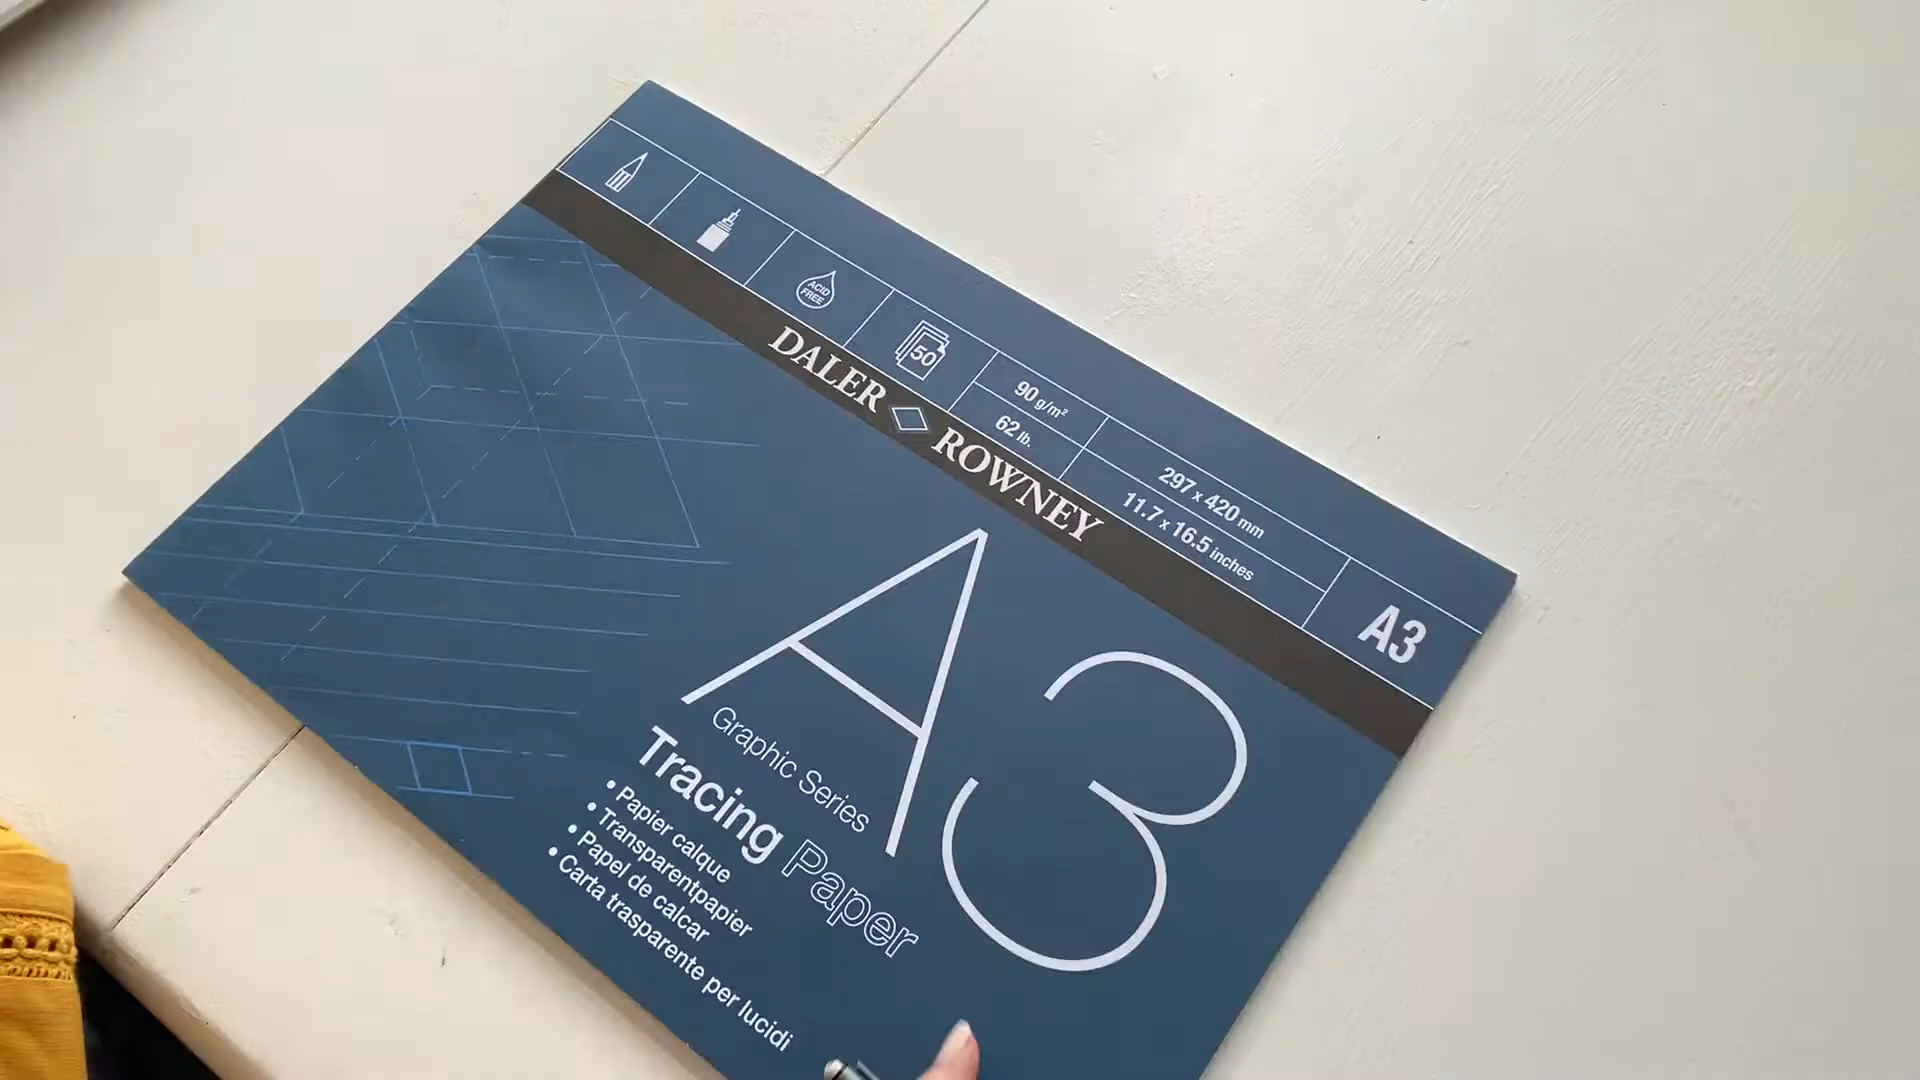 ACID
FREE
50
90 g/m²
62 lb.
297 x 420 mm
11.7 x 16.5 inches
A3
DALER ROWNEY
A3
Graphic Series
Tracing Paper
• Papier calque
• Transparentpapier
• Papel de calcar
• Carta trasparente per lucidi